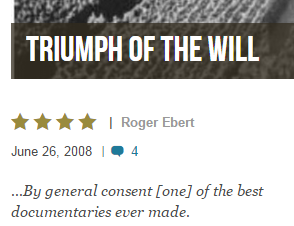 TRIUMPH OF THE WILL
★★★★ | Roger Ebert
June 26, 2008 | 4
...By general consent [one] of the best
documentaries ever made.